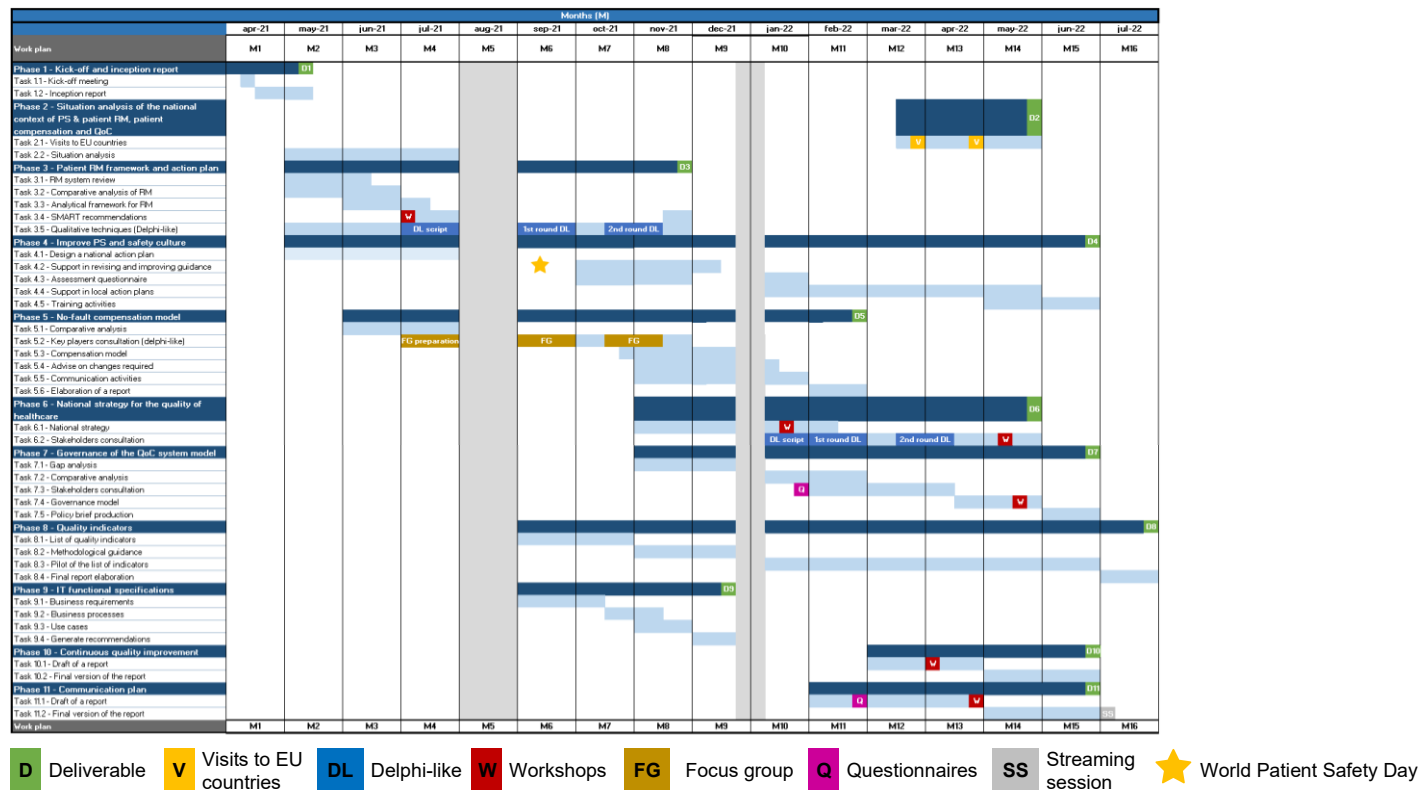 Months (M)
apr-21 may-21 jun-21 jul-21 aug-21 sep-21 oct-21 nov-21 dec-21 jan-22 feb-22 mar-22 apr-22 may-22 jun-22 jul-22
Work plan M1 M2 M3 M4 M5 M6 M7 M8 M9 M10 M11 M12 M13 M14 M15 M16
Phase 1 - Kick-off and inception report D1
Task 1.1 - Kick-off meeting
Task 1.2 - Inception report
Phase 2 - Situation analysis of the national
context of PS & patient RM, patient
compensation and QoC D2
Task 2.1 - Visits to EU countries V V
Task 2.2 - Situation analysis
Phase 3 - Patient RM framework and action plan D3
Task 3.1 - RM system review
Task 3.2 - Comparative analysis of RM
Task 3.3 - Analytical framework for RM
Task 3.4 - SMART recommendations W
Task 3.5 - Qualitative techniques (Delphi-like) DL script 1st round DL 2nd round DL
Phase 4 - Improve PS and safety culture D4
Task 4.1 - Design a national action plan
Task 4.2 - Support in revising and improving guidance
Task 4.3 - Assessment questionnaire
Task 4.4 - Support in local action plans
Task 4.5 - Training activities
Phase 5 - No-fault compensation model D5
Task 5.1 - Comparative analysis
Task 5.2 - Key players consultation (delphi-like) FG preparation FG FG
Task 5.3 - Compensation model
Task 5.4 - Advise on changes required
Task 5.5 - Communication activities
Task 5.6 - Elaboration of a report
Phase 6 - National strategy for the quality of
healthcare D6
Task 6.1 - National strategy W
Task 6.2 - Stakeholders consultation DL script 1st round DL 2nd round DL W
Phase 7 - Governance of the QoC system model D7
Task 7.1 - Gap analysis
Task 7.2 - Comparative analysis
Task 7.3 - Stakeholders consultation Q
Task 7.4 - Governance model W
Task 7.5 - Policy brief production
Phase 8 - Quality indicators D8
Task 8.1 - List of quality indicators
Task 8.2 - Methodological guidance
Task 8.3 - Pilot of the list of indicators
Task 8.4 - Final report elaboration
Phase 9 - IT functional specifications D9
Task 9.1 - Business requirements
Task 9.2 - Business processes
Task 9.3 - Use cases
Task 9.4 - Generate recommendations
Phase 10 - Continuous quality improvement D10
Task 10.1 - Draft of a report W
Task 10.2 - Final version of the report
Phase 11 - Communication plan D11
Task 11.1 - Draft of a report Q W
Task 11.2 - Final version of the report SS
Work plan M1 M2 M3 M4 M5 M6 M7 M8 M9 M10 M11 M12 M13 M14 M15 M16
D Deliverable V Visits to EU countries DL Delphi-like W Workshops FG Focus group Q Questionnaires SS Streaming session World Patient Safety Day